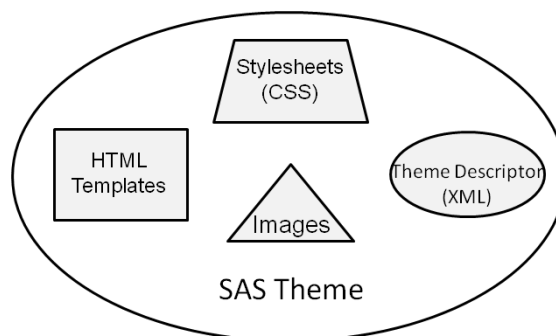 Stylesheets
(CSS)
HTML
Templates
Theme Descriptor
(XML)
Images
SAS Theme